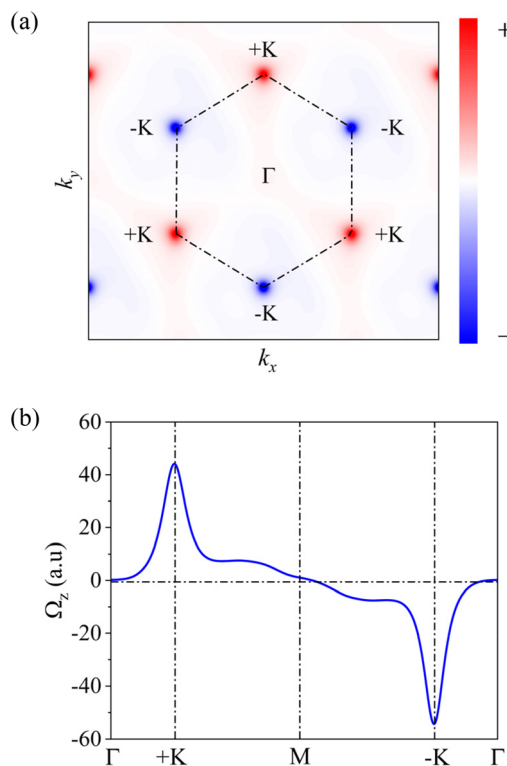 (a)
+
+K
-K
-K
Γ
k_y
+K
+K
-K
−
k_x
(b)
60
40
20
0
-20
-40
-60
Ω_z (a.u)
Γ
+K
M
-K
Γ